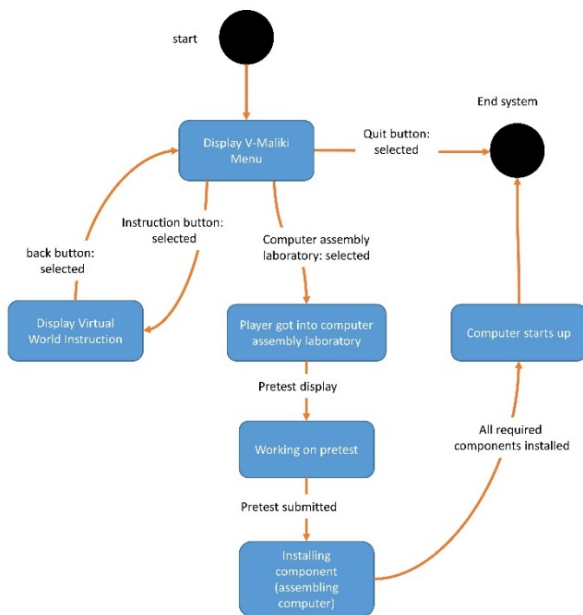 start
End system
Display V-Maliki
Menu
Quit button:
selected
Instruction button:
selected
back button:
selected
Computer assembly
laboratory: selected
Display Virtual
World Instruction
Player got into computer
assembly laboratory
Computer starts up
Pretest display
All required
components installed
Working on pretest
Pretest submitted
Installing
component
(assembling
computer)